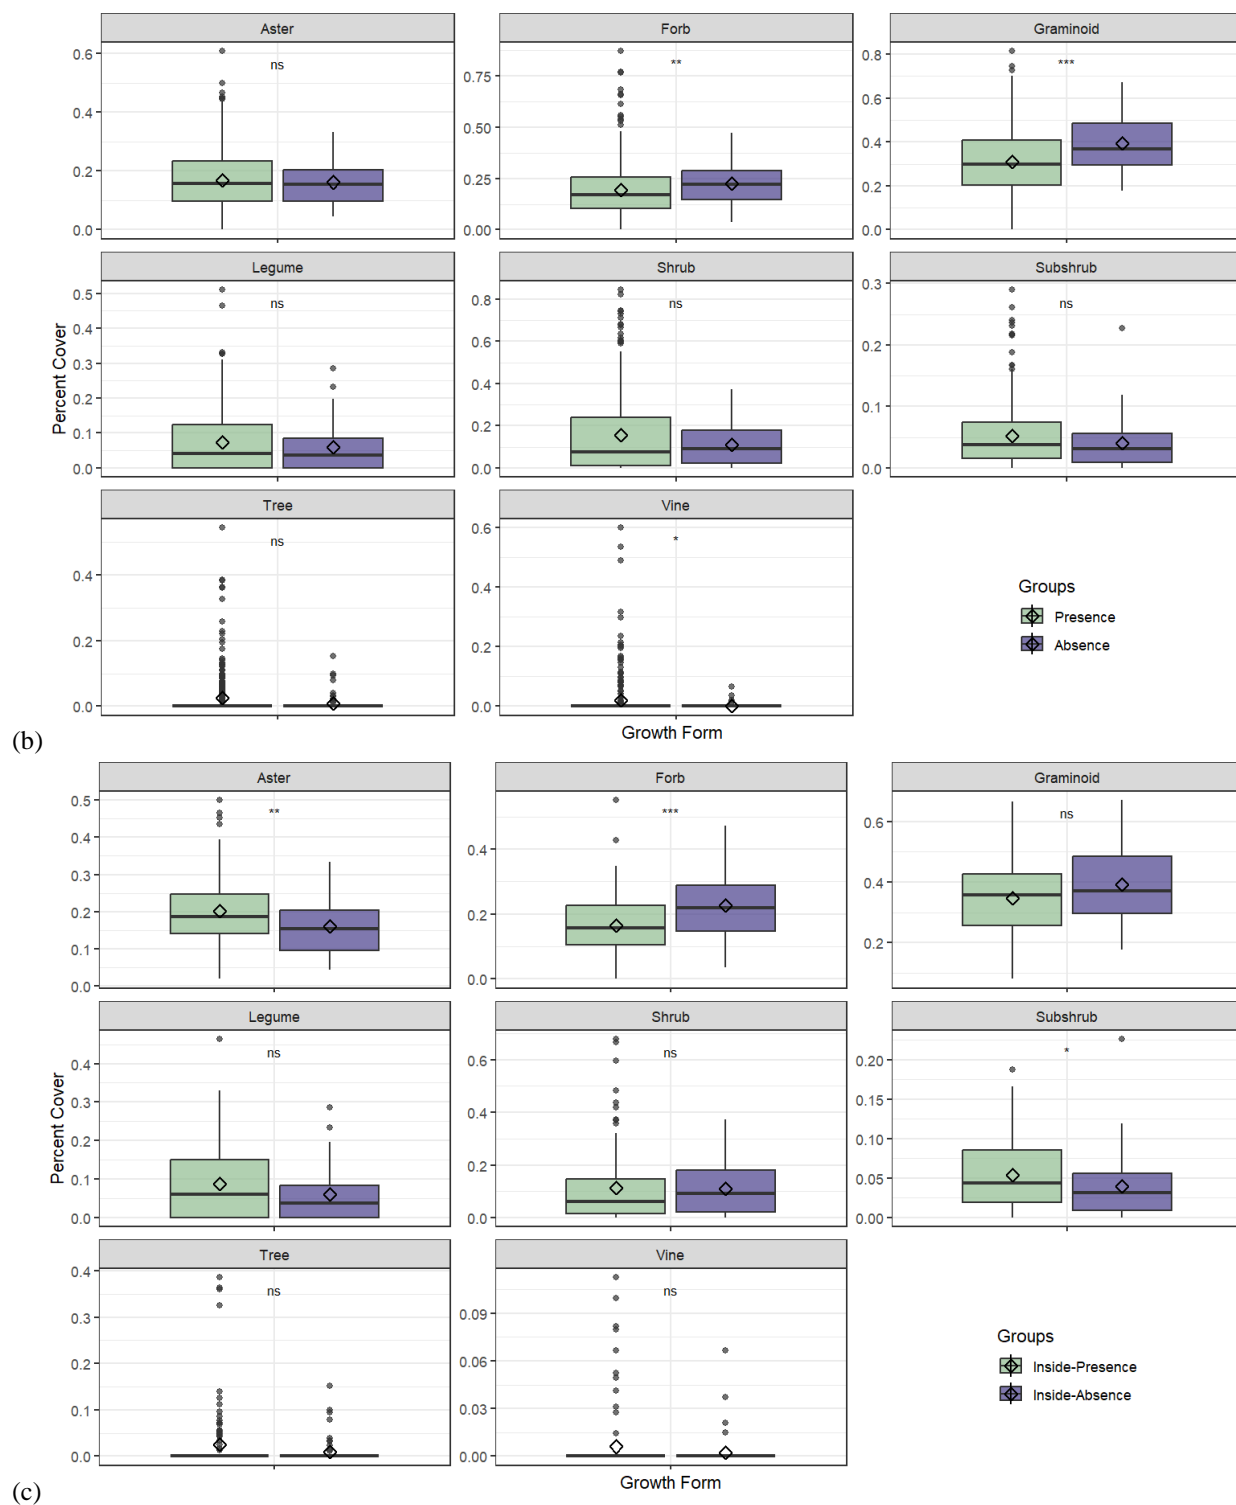 Aster
Forb
Graminoid
ns
**
***
0.6
0.4
0.2
0.0
0.75
0.50
0.25
0.00
0.8
0.6
0.4
0.2
0.0
Legume
Shrub
Subshrub
ns
ns
ns
0.5
0.4
0.3
0.2
0.1
0.0
0.8
0.6
0.4
0.2
0.0
0.3
0.2
0.1
0.0
Percent Cover
Tree
Vine
ns
*
0.4
0.2
0.0
0.6
0.4
0.2
0.0
Groups
Presence
Absence
Growth Form
(b)
Aster
Forb
Graminoid
**
***
ns
0.5
0.4
0.3
0.2
0.1
0.0
0.4
0.2
0.0
0.6
0.4
0.2
Legume
Shrub
Subshrub
ns
ns
*
0.4
0.3
0.2
0.1
0.0
0.6
0.4
0.2
0.0
0.20
0.15
0.10
0.05
0.00
Percent Cover
Tree
Vine
ns
ns
0.4
0.3
0.2
0.1
0.0
0.09
0.06
0.03
0.00
Groups
Inside-Presence
Inside-Absence
Growth Form
(c)